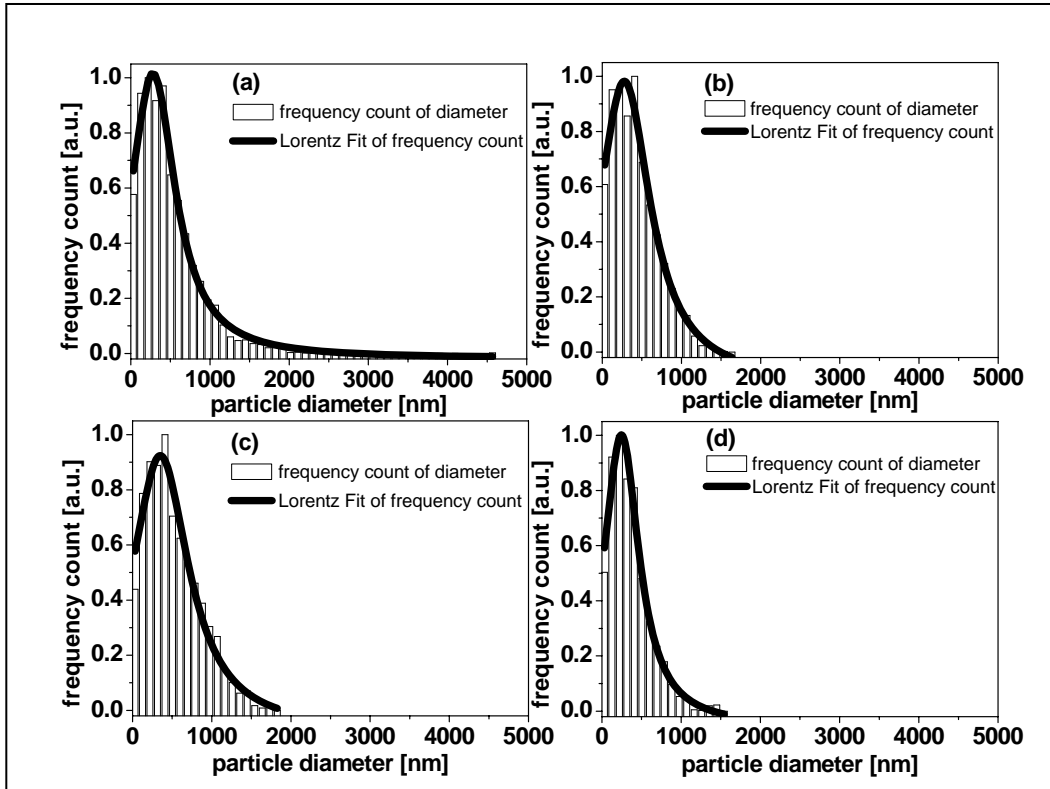 (a)
frequency count of diameter
Lorentz Fit of frequency count
frequency count [a.u.]
1.0
0.8
0.6
0.4
0.2
0.0
0 1000 2000 3000 4000 5000
particle diameter [nm]
(b)
frequency count of diameter
Lorentz Fit of frequency count
frequency count [a.u.]
1.0
0.8
0.6
0.4
0.2
0.0
0 1000 2000 3000 4000 5000
particle diameter [nm]
(c)
frequency count of diameter
Lorentz Fit of frequency count
frequency count [a.u.]
1.0
0.8
0.6
0.4
0.2
0.0
0 1000 2000 3000 4000 5000
particle diameter [nm]
(d)
frequency count of diameter
Lorentz Fit of frequency count
frequency count [a.u.]
1.0
0.8
0.6
0.4
0.2
0.0
0 1000 2000 3000 4000 5000
particle diameter [nm]